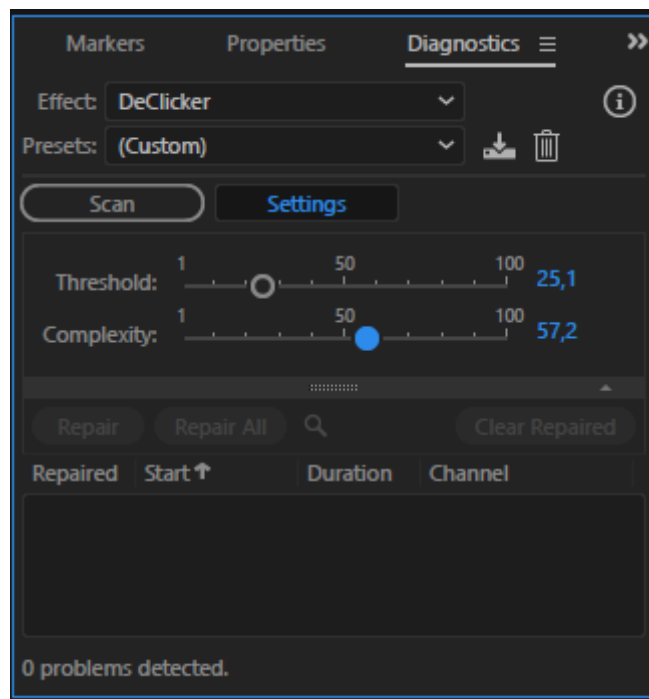 Markers Properties Diagnostics
Effect: DeClicker
Presets: (Custom)
Scan Settings
1 50 100
Threshold: 25,1
1 50 100
Complexity: 57,2
Repair Repair All Clear Repaired
Repaired Start Duration Channel
0 problems detected.